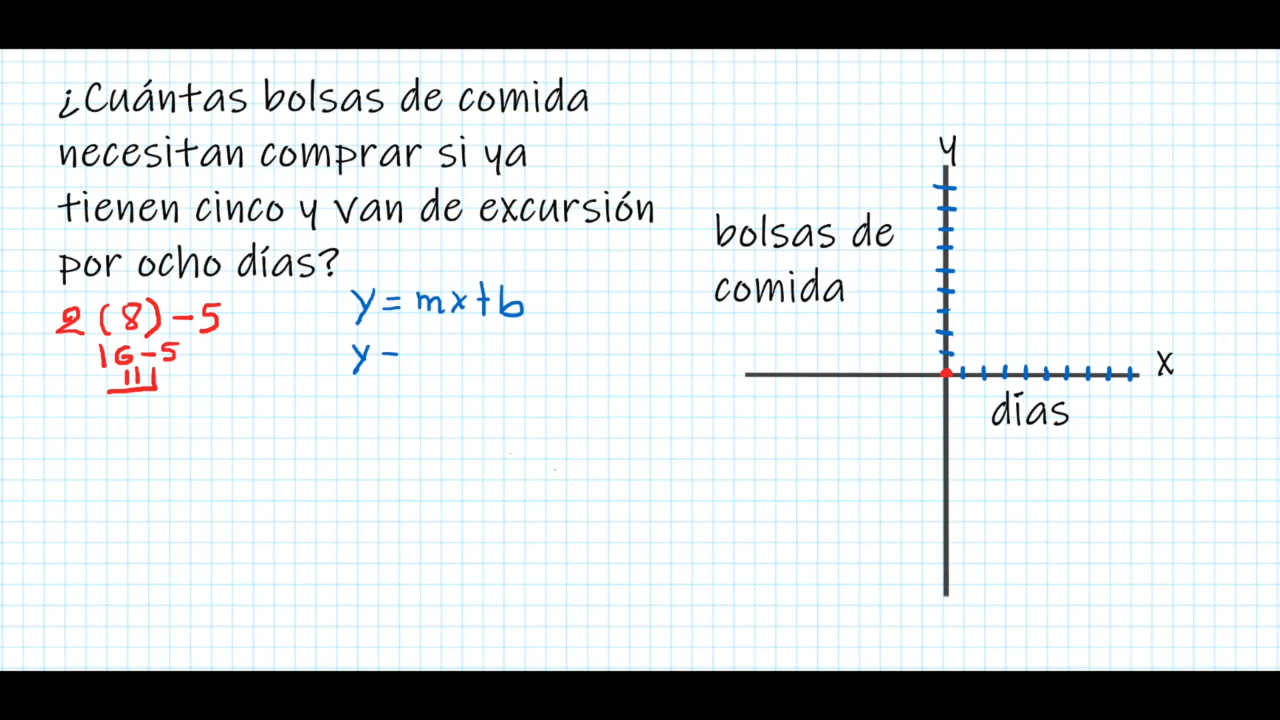 ¿Cuántas bolsas de comida
necesitan comprar si ya
tienen cinco y van de excursión
por ocho días?
2 (8) - 5
16 - 5
11
y = mx + b
y -
y
bolsas de
comida
x
días